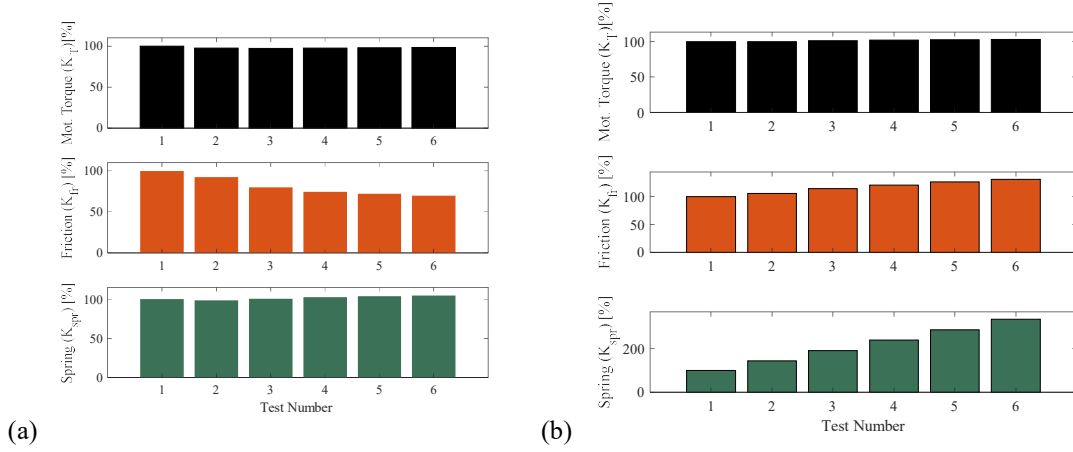 Mot. Torque (K_T)[%]
100
50
0
1 2 3 4 5 6
Friction (K_fr) [%]
100
50
0
1 2 3 4 5 6
Spring (K_spr) [%]
100
50
0
1 2 3 4 5 6
Test Number
(a)
Mot. Torque (K_T)[%]
100
50
0
1 2 3 4 5 6
Friction (K_fr) [%]
100
50
0
1 2 3 4 5 6
Spring (K_spr) [%]
200
0
1 2 3 4 5 6
Test Number
(b)